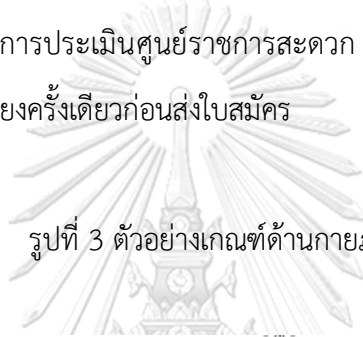 การประเมินศูนย์ราชการสะดวก
ยงครั้งเดียวก่อนส่งใบสมัคร
รูปที่ 3 ตัวอย่างเกณฑ์ด้านกาย